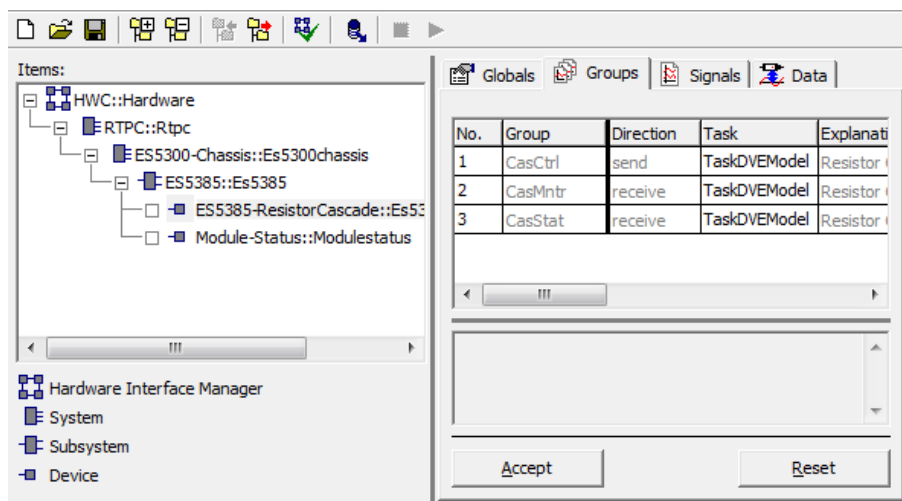 Items:
HWC::Hardware
RTPC::Rtpc
ES5300-Chassis::Es5300chassis
ES5385::Es5385
ES5385-ResistorCascade::Es53
Module-Status::Modulestatus
Hardware Interface Manager
System
Subsystem
Device
Globals Groups Signals Data
No. Group Direction Task Explanati
1 CasCtrl send TaskDVEModel Resistor
2 CasMntr receive TaskDVEModel Resistor
3 CasStat receive TaskDVEModel Resistor
Accept Reset